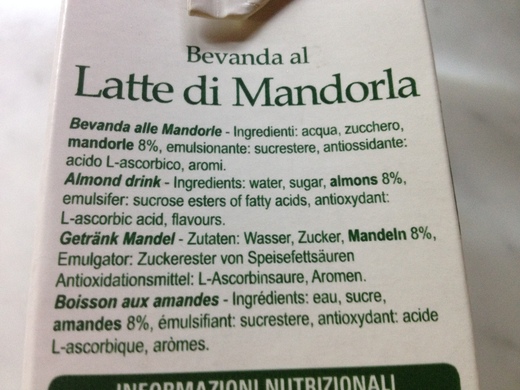 Bevanda al
Latte di Mandorla
Bevanda alle Mandorle - Ingredienti: acqua, zucchero,
mandorle 8%, emulsionante: sucrestere, antiossidante:
acido L-ascorbico, aromi.
Almond drink - Ingredients: water, sugar, almons 8%,
emulsifer: sucrose esters of fatty acids, antioxydant:
L-ascorbic acid, flavours.
Getränk Mandel - Zutaten: Wasser, Zucker, Mandeln 8%,
Emulgator: Zuckerester von Speisefettsäuren
Antioxidationsmittel: L-Ascorbinsaure, Aromen.
Boisson aux amandes - Ingrédients: eau, sucre,
amandes 8%, émulsifiant: sucrestere, antioxydant: acide
L-ascorbique, arômes.
INFORMAZIONI NUTRIZIONALI